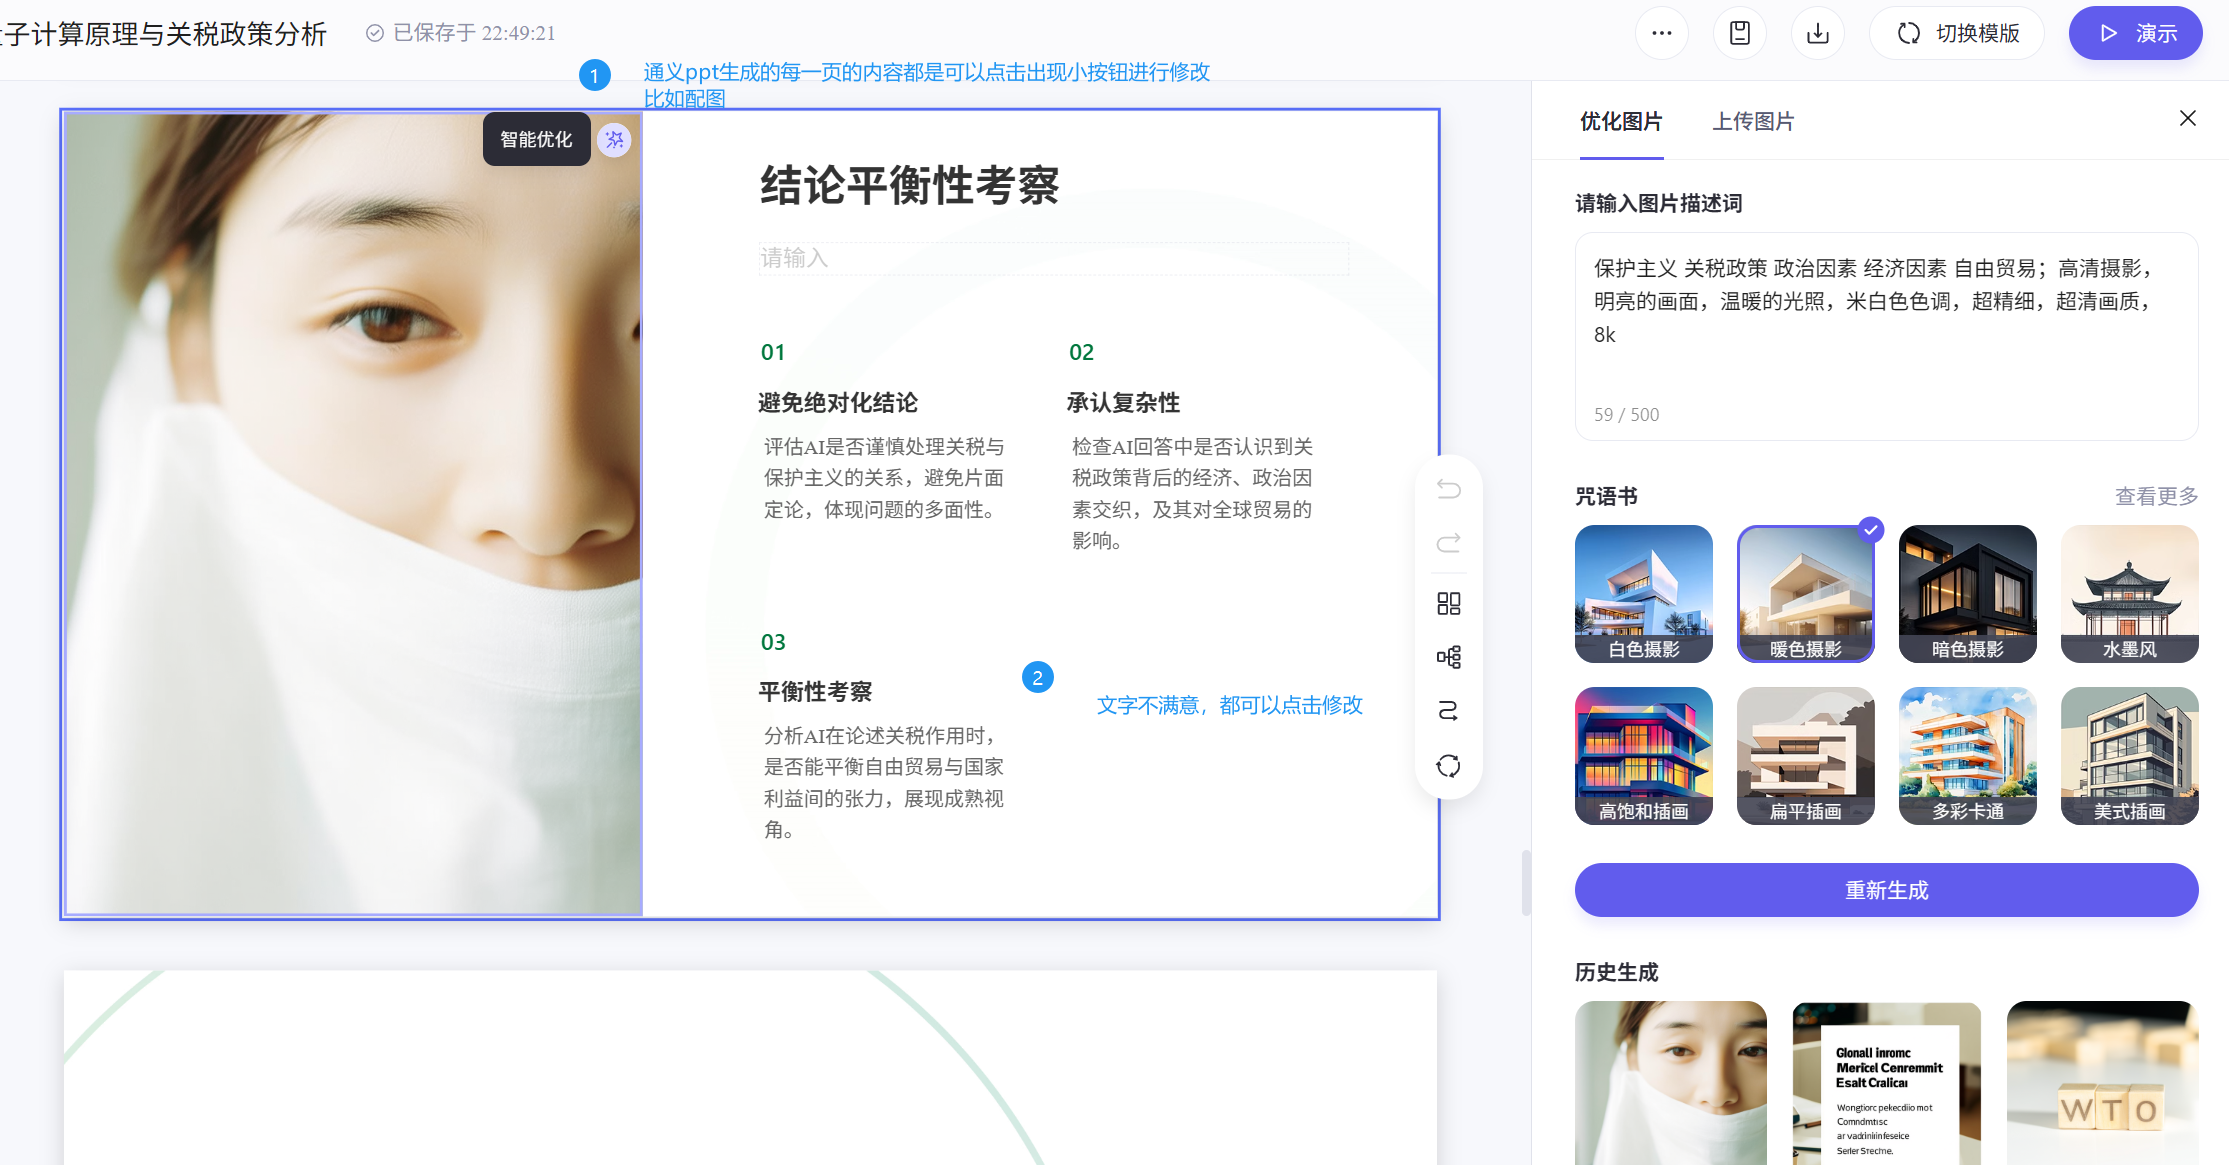 子计算原理与关税政策分析
已保存于 22:49:21
切换模版
演示
1
通义ppt生成的每一页的内容都是可以点击出现小按钮进行修改
比如配图
智能优化
结论平衡性考察
请输入
01
避免绝对化结论
评估AI是否谨慎处理关税与
保护主义的关系，避免片面
定论，体现问题的多面性。
02
承认复杂性
检查AI回答中是否认识到关
税政策背后的经济、政治因
素交织，及其对全球贸易的
影响。
03
平衡性考察
分析AI在论述关税作用时，
是否能平衡自由贸易与国家
利益间的张力，展现成熟视
角。
2
文字不满意，都可以点击修改
优化图片
上传图片
请输入图片描述词
保护主义 关税政策 政治因素 经济因素 自由贸易；高清摄影，
明亮的画面，温暖的光照，米白色色调，超精细，超清画质，
8k
59 / 500
咒语书
查看更多
白色摄影
暖色摄影
暗色摄影
水墨风
高饱和插画
扁平插画
多彩卡通
美式插画
重新生成
历史生成
Glonall inromc
Mericel Cenremmit
Esalt Cralicaı
WTO